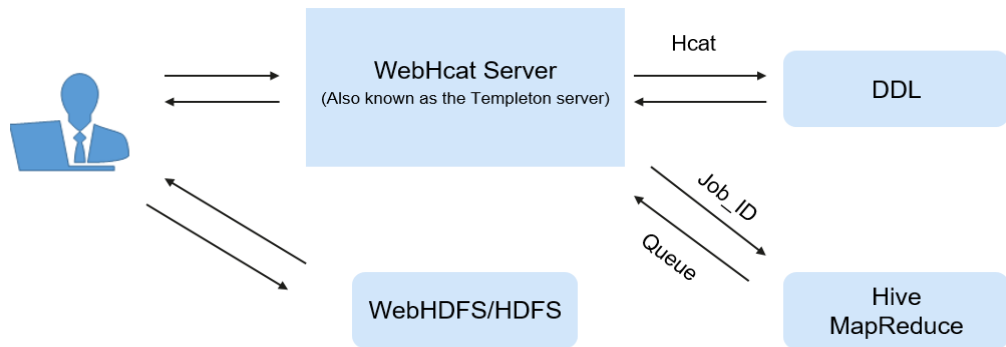 Hcat
WebHcat Server
(Also known as the Templeton server)
DDL
Job_ID
Queue
WebHDFS/HDFS
Hive
MapReduce